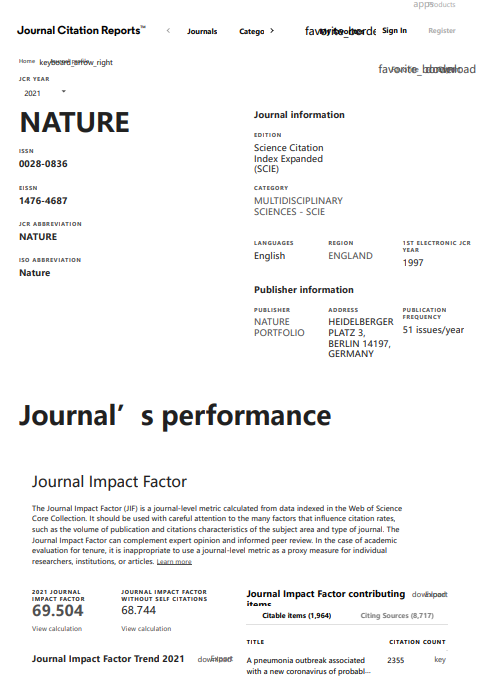 apps
Products
Journal Citation Reports™
Journals
Catego
favorite_borde
Sign In
Register
Home
keyboard_arrow_right
favorite_border
download
JCR YEAR
2021
NATURE
ISSN
0028-0836
EISSN
1476-4687
JCR ABBREVIATION
NATURE
ISO ABBREVIATION
Nature
Journal information
EDITION
Science Citation
Index Expanded
(SCIE)
CATEGORY
MULTIDISCIPLINARY
SCIENCES - SCIE
LANGUAGES
English
REGION
ENGLAND
1ST ELECTRONIC JCR
YEAR
1997
Publisher information
PUBLISHER
NATURE
PORTFOLIO
ADDRESS
HEIDELBERGER
PLATZ 3,
BERLIN 14197,
GERMANY
PUBLICATION
FREQUENCY
51 issues/year
Journal’s performance
Journal Impact Factor
The Journal Impact Factor (JIF) is a journal-level metric calculated from data indexed in the Web of Science
Core Collection. It should be used with careful attention to the many factors that influence citation rates,
such as the volume of publication and citations characteristics of the subject area and type of journal. The
Journal Impact Factor can complement expert opinion and informed peer review. In the case of academic
evaluation for tenure, it is inappropriate to use a journal-level metric as a proxy measure for individual
researchers, institutions, or articles. Learn more
2021 JOURNAL
IMPACT FACTOR
69.504
View calculation
JOURNAL IMPACT FACTOR
WITHOUT SELF CITATIONS
68.744
View calculation
Journal Impact Factor Trend 2021
download
Export
Journal Impact Factor contributing
items
download
Export
Citable items (1,964)
Citing Sources (8,717)
TITLE
CITATION COUNT
A pneumonia outbreak associated
with a new coronavirus of probabl
2355
key